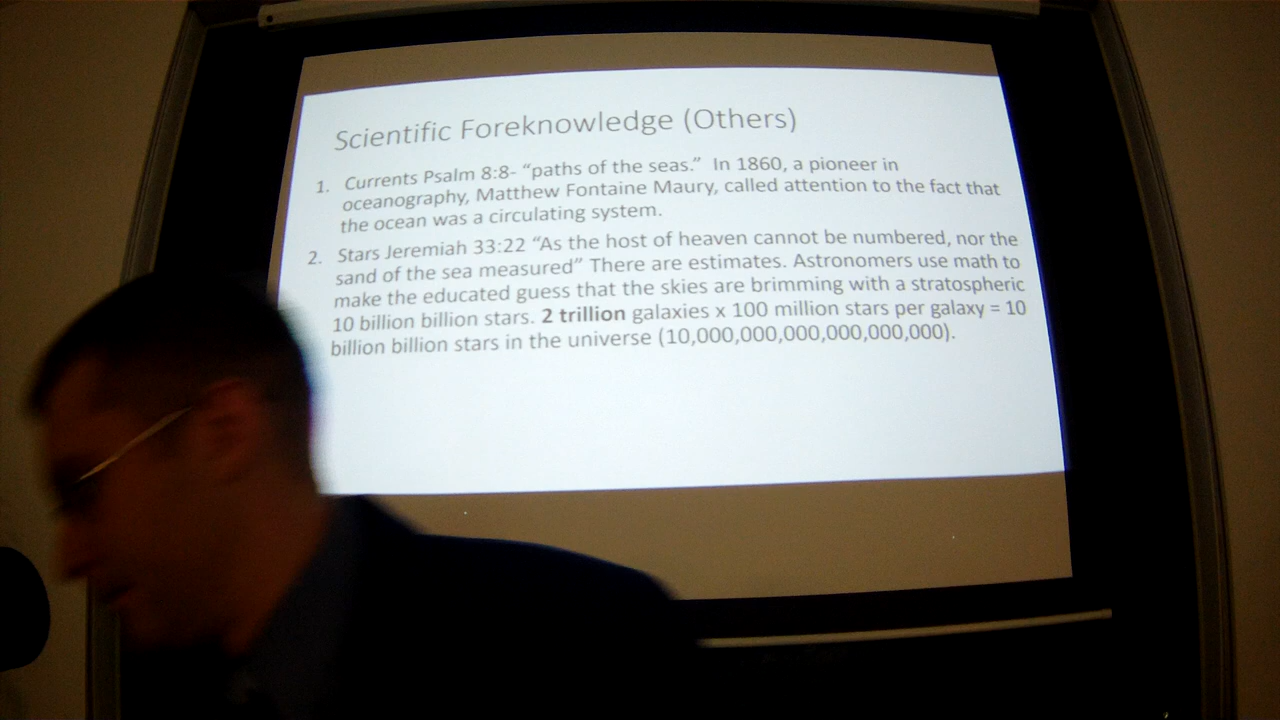 Scientific Foreknowledge (Others)
1. Currents Psalm 8:8- “paths of the seas.” In 1860, a pioneer in
oceanography, Matthew Fontaine Maury, called attention to the fact that
the ocean was a circulating system.
2. Stars Jeremiah 33:22 “As the host of heaven cannot be numbered, nor the
sand of the sea measured” There are estimates. Astronomers use math to
make the educated guess that the skies are brimming with a stratospheric
10 billion billion stars. 2 trillion galaxies x 100 million stars per galaxy = 10
billion billion stars in the universe (10,000,000,000,000,000,000).